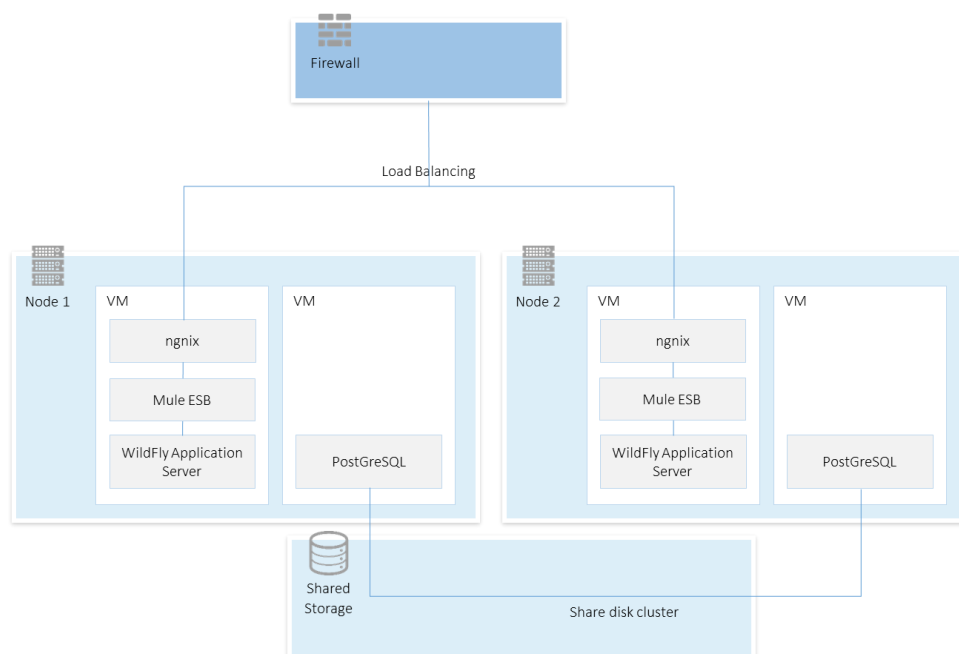 Firewall
Load Balancing
Node 1
VM
ngnix
Mule ESB
WildFly Application
Server
VM
PostGreSQL
Node 2
VM
ngnix
Mule ESB
WildFly Application
Server
VM
PostGreSQL
Shared
Storage
Share disk cluster